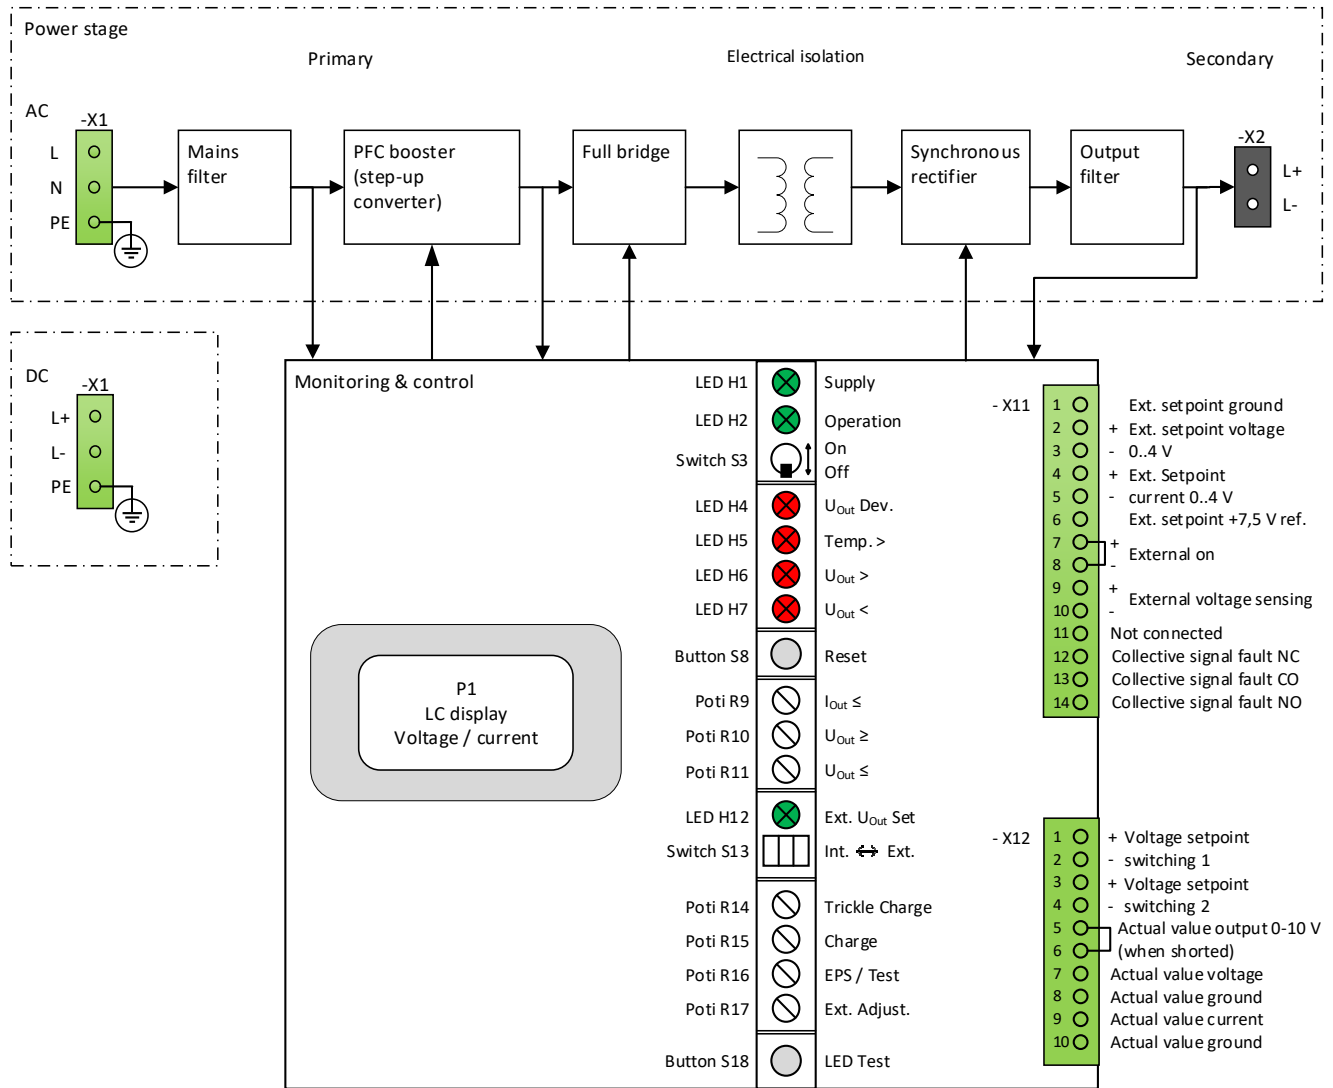 Power stage
Primary
Electrical isolation
Secondary
AC
-X1
L
N
PE
Mains
filter
PFC booster
(step-up
converter)
Full bridge
Synchronous
rectifier
Output
filter
-X2
L+
L-
DC
-X1
L+
L-
PE
Monitoring & control
P1
LC display
Voltage / current
LED H1 Supply
LED H2 Operation
Switch S3 On
Off
LED H4 UOut Dev.
LED H5 Temp. >
LED H6 UOut >
LED H7 UOut <
Button S8 Reset
Poti R9 IOut ≤
Poti R10 UOut ≥
Poti R11 UOut ≤
LED H12 Ext. UOut Set
Switch S13 Int. ⇔ Ext.
Poti R14 Trickle Charge
Poti R15 Charge
Poti R16 EPS / Test
Poti R17 Ext. Adjust.
Button S18 LED Test
- X11
1 Ext. setpoint ground
2 + Ext. setpoint voltage
3 - 0..4 V
4 + Ext. Setpoint
5 - current 0..4 V
6 Ext. setpoint +7,5 V ref.
7 +
External on
8 -
9 +
External voltage sensing
10 -
11 Not connected
12 Collective signal fault NC
13 Collective signal fault CO
14 Collective signal fault NO
- X12
1 + Voltage setpoint
2 - switching 1
3 + Voltage setpoint
4 - switching 2
5 Actual value output 0-10 V
6 (when shorted)
7 Actual value voltage
8 Actual value ground
9 Actual value current
10 Actual value ground